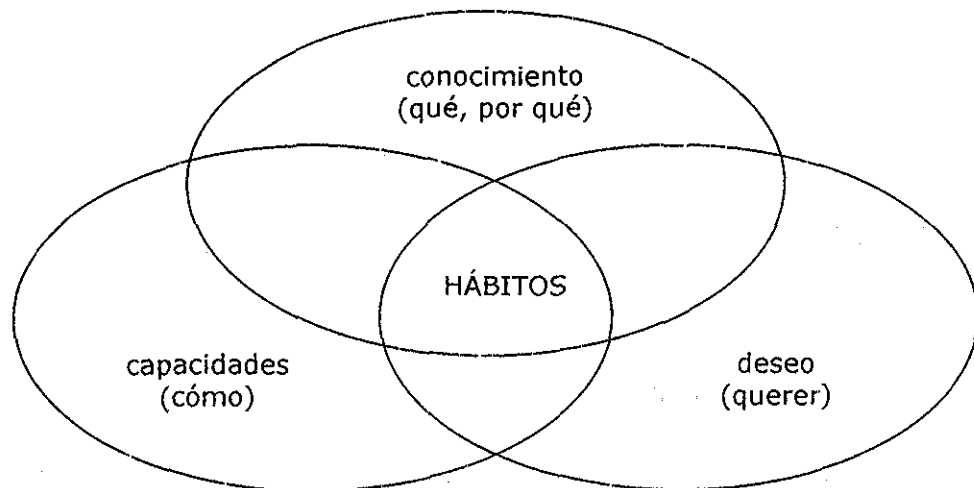 conocimiento
(qué, por qué)
HÁBITOS
capacidades
(cómo)
deseo
(querer)